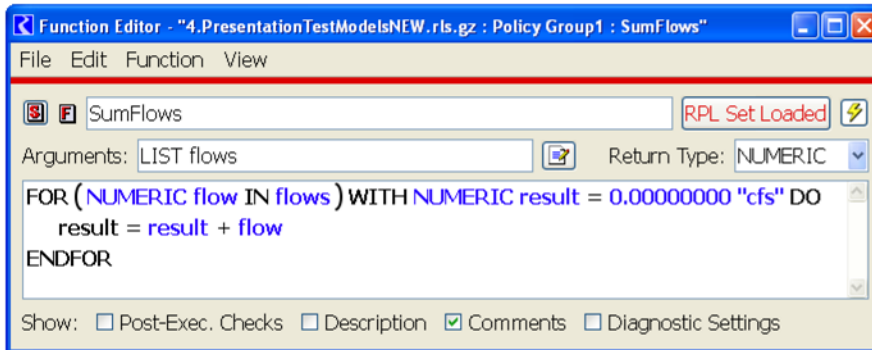 Function Editor - "4.PresentationTestModelsNEW.rls.gz : Policy Group1 : SumFlows"
File Edit Function View
S F SumFlows RPL Set Loaded
Arguments: LIST flows Return Type: NUMERIC
FOR ( NUMERIC flow IN flows ) WITH NUMERIC result = 0.00000000 "cfs" DO
result = result + flow
ENDFOR
Show: Post-Exec. Checks Description Comments Diagnostic Settings